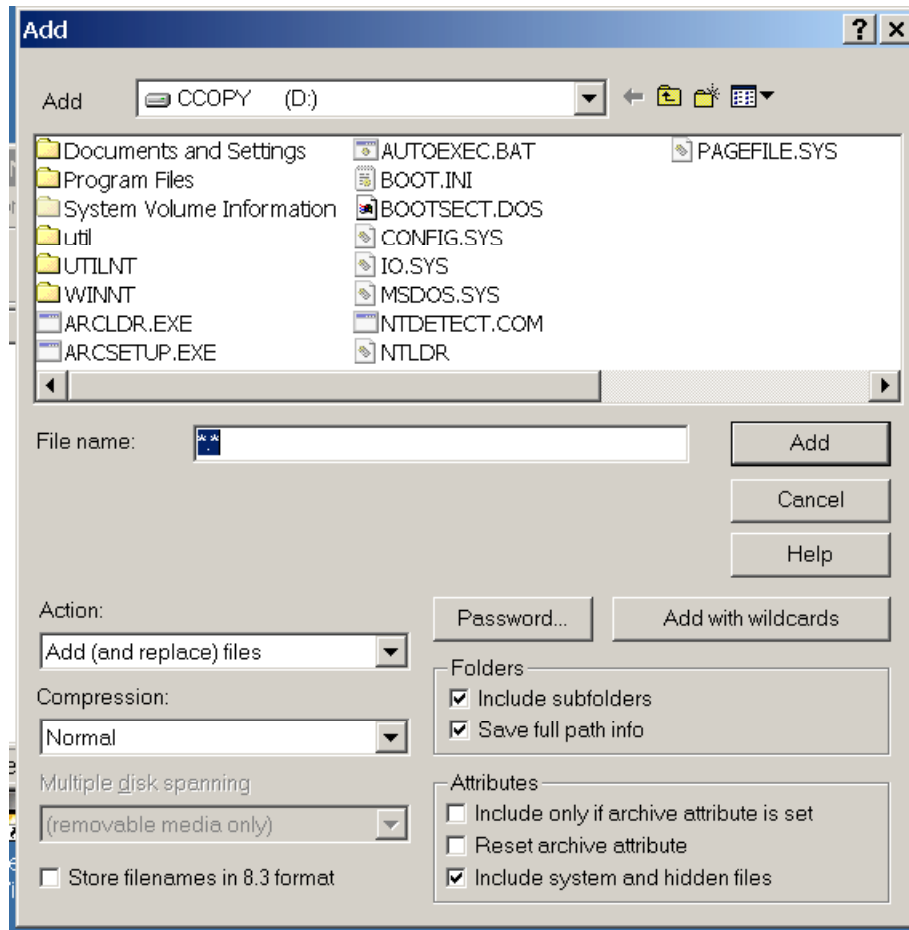 Add
Add CCOPY (D:)
Documents and Settings
Program Files
System Volume Information
util
UTILNT
WINNT
ARCLDR.EXE
ARCSETUP.EXE
AUTOEXEC.BAT
BOOT.INI
BOOTSECT.DOS
CONFIG.SYS
IO.SYS
MSDOS.SYS
NTDETECT.COM
NTLDR
PAGEFILE.SYS
File name: *.*
Add
Cancel
Help
Action:
Add (and replace) files
Compression:
Normal
Multiple disk spanning
(removable media only)
Store filenames in 8.3 format
Password...
Add with wildcards
Folders
Include subfolders
Save full path info
Attributes
Include only if archive attribute is set
Reset archive attribute
Include system and hidden files